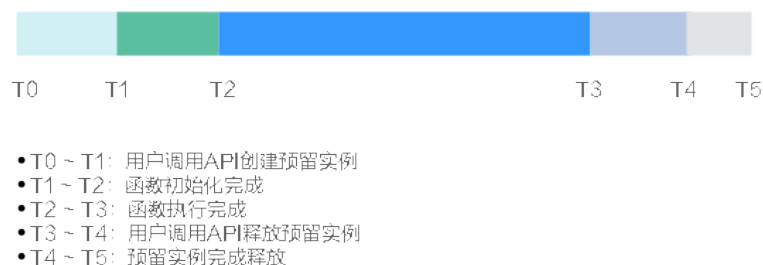 T0 T1 T2 T3 T4 T5
•T0 ~ T1：用户调用API创建预留实例
•T1 ~ T2：函数初始化完成
•T2 ~ T3：函数执行完成
•T3 ~ T4：用户调用API释放预留实例
•T4 ~ T5：预留实例完成释放